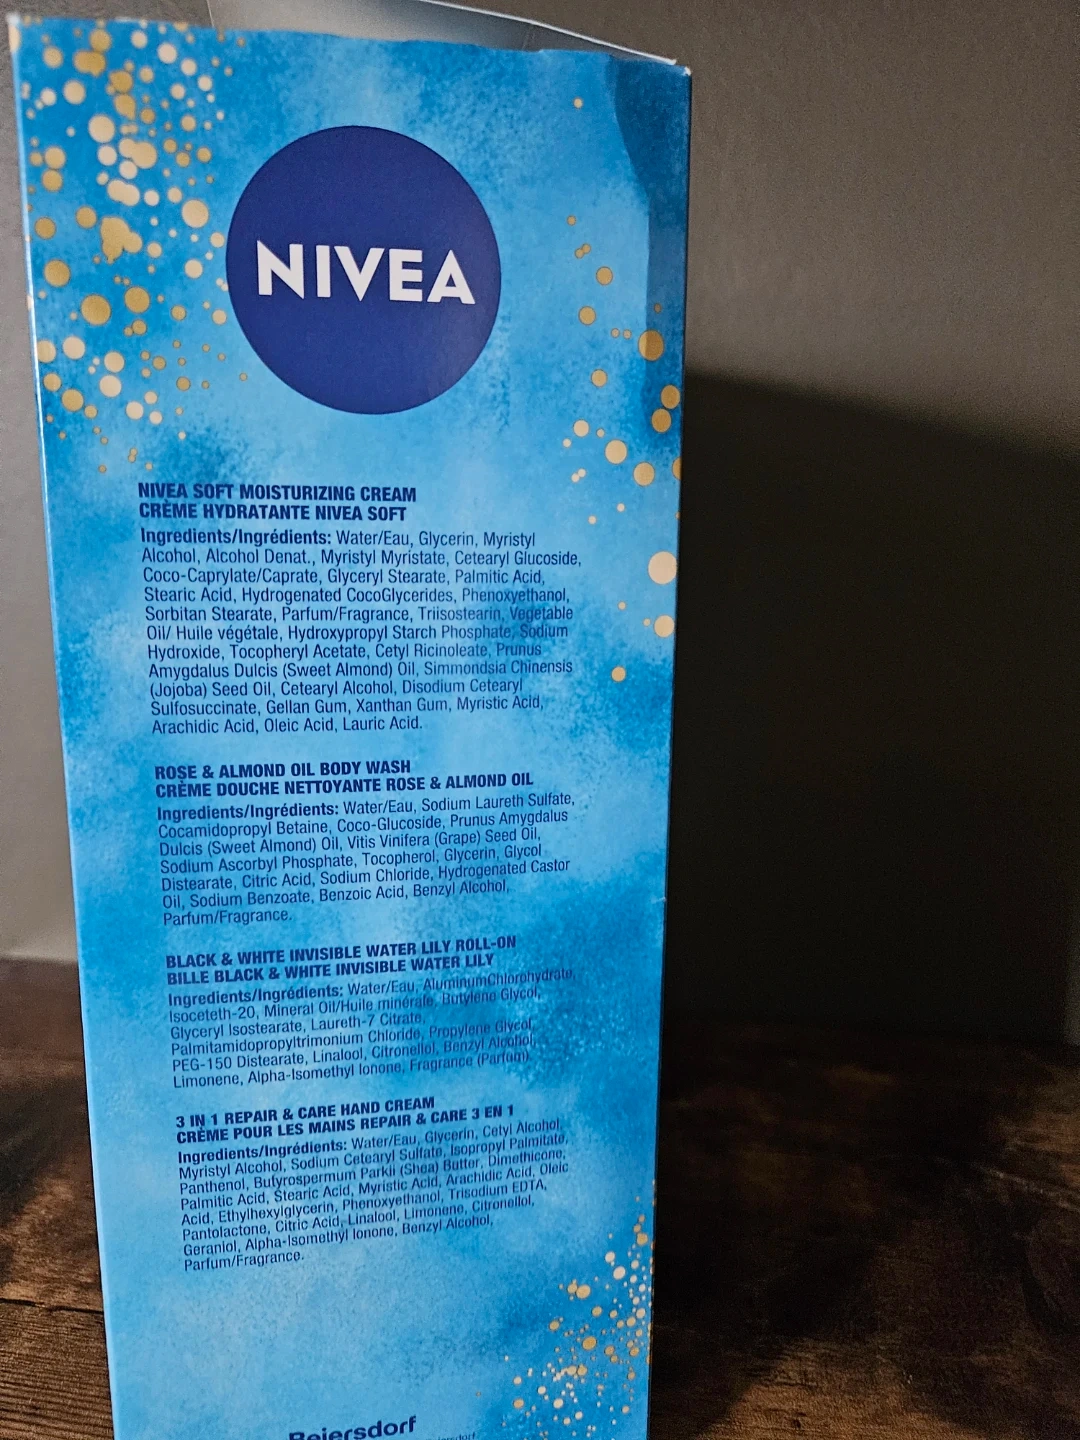 NIVEA
NIVEA SOFT MOISTURIZING CREAM
CRÈME HYDRATANTE NIVEA SOFT
Ingredients/Ingrédients: Water/Eau, Glycerin, Myristyl
Alcohol, Alcohol Denat., Myristyl Myristate, Cetearyl Glucoside,
Coco-Caprylate/Caprate, Glyceryl Stearate, Palmitic Acid,
Stearic Acid, Hydrogenated CocoGlycerides, Phenoxyethanol,
Sorbitan Stearate, Parfum/Fragrance, Triisostearin, Vegetable
Oil/ Huile végétale, Hydroxypropyl Starch Phosphate, Sodium
Hydroxide, Tocopheryl Acetate, Cetyl Ricinoleate, Prunus
Amygdalus Dulcis (Sweet Almond) Oil, Simmondsia Chinensis
(Jojoba) Seed Oil, Cetearyl Alcohol, Disodium Cetearyl
Sulfosuccinate, Gellan Gum, Xanthan Gum, Myristic Acid,
Arachidic Acid, Oleic Acid, Lauric Acid.
ROSE & ALMOND OIL BODY WASH
CRÈME DOUCHE NETTOYANTE ROSE & ALMOND OIL
Ingredients/Ingrédients: Water/Eau, Sodium Laureth Sulfate,
Cocamidopropyl Betaine, Coco-Glucoside, Prunus Amygdalus
Dulcis (Sweet Almond) Oil, Vitis Vinifera (Grape) Seed Oil,
Sodium Ascorbyl Phosphate, Tocopherol, Glycerin, Glycol
Distearate, Citric Acid, Sodium Chloride, Hydrogenated Castor
Oil, Sodium Benzoate, Benzoic Acid, Benzyl Alcohol,
Parfum/Fragrance.
BLACK & WHITE INVISIBLE WATER LILY ROLL-ON
BILLE BLACK & WHITE INVISIBLE WATER LILY
Ingredients/Ingrédients: Water/Eau, AluminumChlorohydrate,
Isoceteth-20, Mineral Oil/Huile minérale, Butylene Glycol,
Glyceryl Isostearate, Laureth-7 Citrate,
Palmitamidopropyltrimonium Chloride, Propylene Glycol,
PEG-150 Distearate, Linalool, Citronellol, Benzyl Alcohol,
Limonene, Alpha-Isomethyl Ionone, Fragrance (Parfum).
3 IN 1 REPAIR & CARE HAND CREAM
CRÈME POUR LES MAINS REPAIR & CARE 3 EN 1
Ingredients/Ingrédients: Water/Eau, Glycerin, Cetyl Alcohol,
Myristyl Alcohol, Sodium Cetearyl Sulfate, Isopropyl Palmitate,
Panthenol, Butyrospermum Parkii (Shea) Butter, Dimethicone,
Palmitic Acid, Stearic Acid, Myristic Acid, Arachidic Acid, Oleic
Acid, Ethylhexylglycerin, Phenoxyethanol, Trisodium EDTA,
Pantolactone, Citric Acid, Linalool, Limonene, Citronellol,
Geraniol, Alpha-Isomethyl Ionone, Benzyl Alcohol,
Parfum/Fragrance.
Beiersdorf